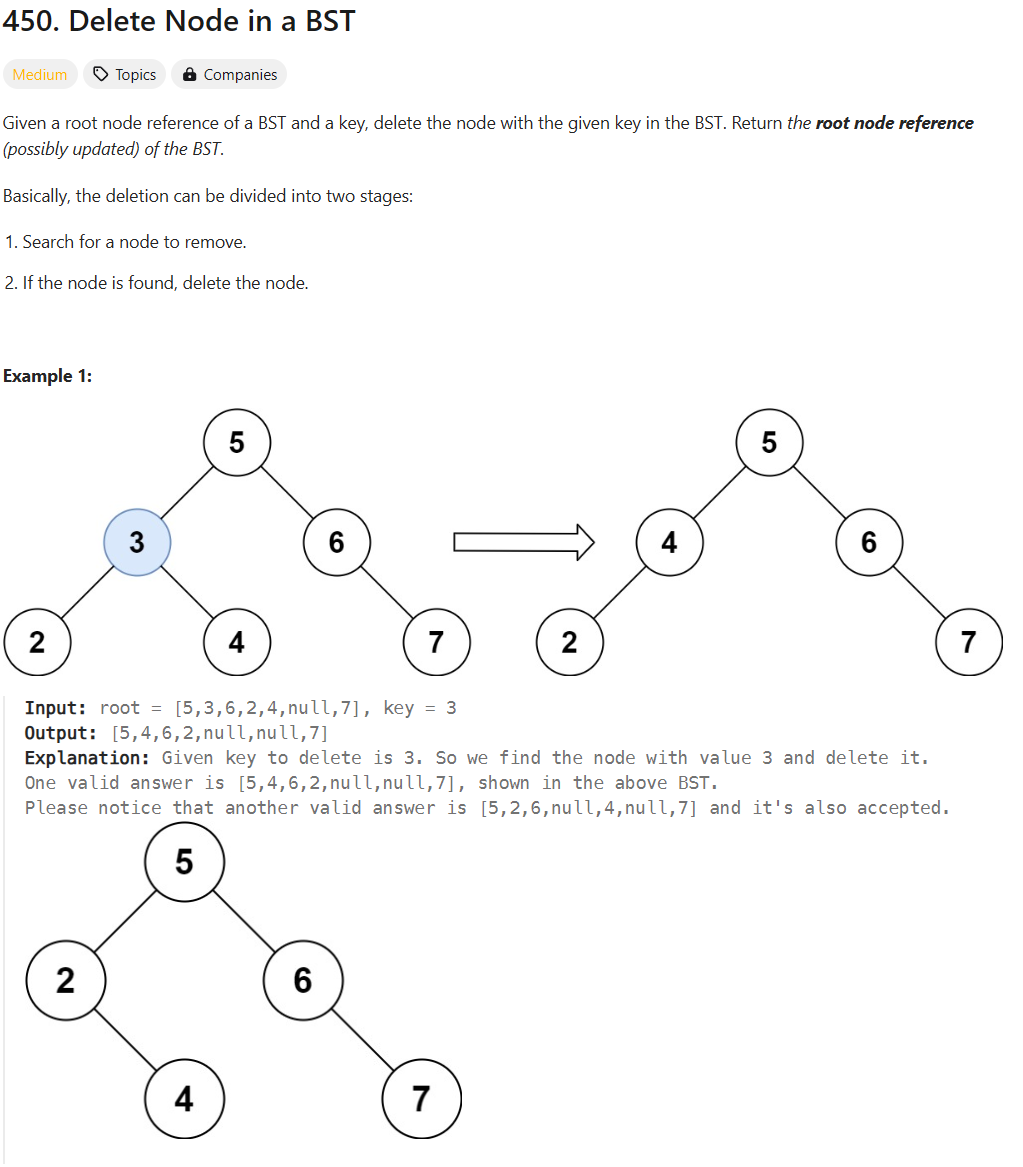 450. Delete Node in a BST
Medium Topics Companies
Given a root node reference of a BST and a key, delete the node with the given key in the BST. Return the root node reference
(possibly updated) of the BST.
Basically, the deletion can be divided into two stages:
1. Search for a node to remove.
2. If the node is found, delete the node.
Example 1:
5 5
3 6 4 6
2 4 7 2 7
Input: root = [5,3,6,2,4,null,7], key = 3
Output: [5,4,6,2,null,null,7]
Explanation: Given key to delete is 3. So we find the node with value 3 and delete it.
One valid answer is [5,4,6,2,null,null,7], shown in the above BST.
Please notice that another valid answer is [5,2,6,null,4,null,7] and it's also accepted.
5
2 6
4 7